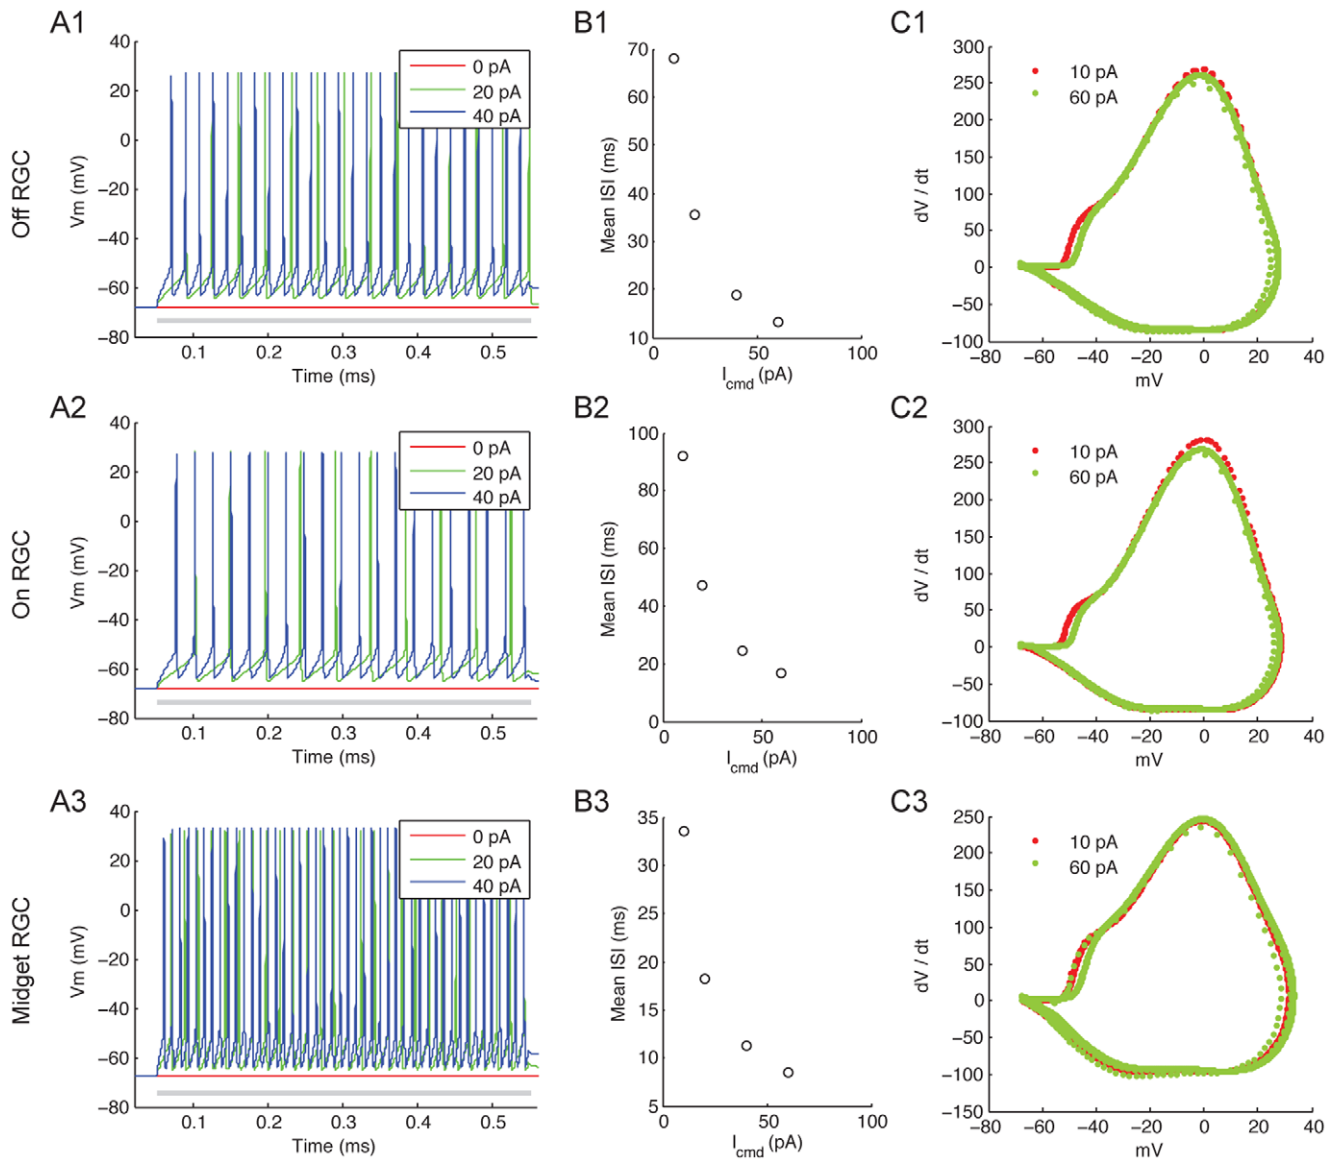 A1
B1
C1
Off RGC
40
20
0
−20
−40
−60
−80
Vm (mV)
0 pA
20 pA
40 pA
0.1
0.2
0.3
0.4
0.5
Time (ms)
70
60
50
40
30
20
10
Mean ISI (ms)
0
50
100
Icmd (pA)
300
250
200
150
100
50
0
−50
−100
dV / dt
10 pA
60 pA
−80
−60
−40
−20
0
20
40
mV
A2
B2
C2
On RGC
40
20
0
−20
−40
−60
−80
Vm (mV)
0 pA
20 pA
40 pA
0.1
0.2
0.3
0.4
0.5
Time (ms)
100
80
60
40
20
0
Mean ISI (ms)
0
50
100
Icmd (pA)
300
250
200
150
100
50
0
−50
−100
dV / dt
10 pA
60 pA
−80
−60
−40
−20
0
20
40
mV
A3
B3
C3
Midget RGC
40
20
0
−20
−40
−60
−80
Vm (mV)
0 pA
20 pA
40 pA
0.1
0.2
0.3
0.4
0.5
Time (ms)
35
30
25
20
15
10
5
Mean ISI (ms)
0
50
100
Icmd (pA)
250
200
150
100
50
0
−50
−100
−150
dV / dt
10 pA
60 pA
−80
−60
−40
−20
0
20
40
mV